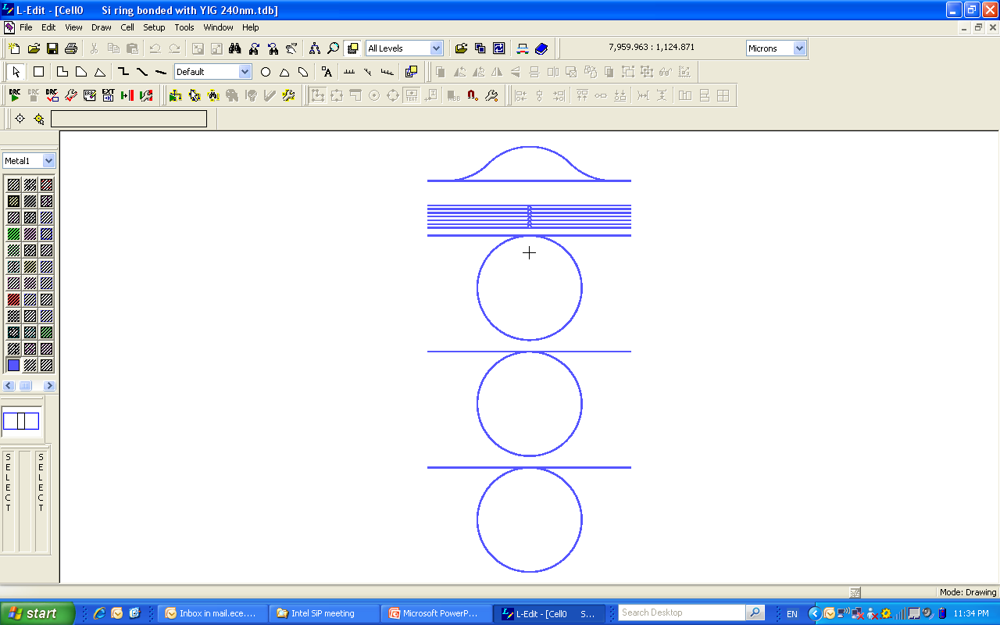 L-Edit - [Cell0 Si ring bonded with YIG 240nm.tdb]
File Edit View Draw Cell Setup Tools Window Help
All Levels
7,959.963 : 1,124.871
Microns
Default
A
DRC DRC DRC ERC EXT
TEXT
Metal1
SELECT SELECT
Mode: Drawing
start
Inbox in mail.ece....
Intel SiP meeting
Microsoft PowerP...
L-Edit - [Cell0 S...
Search Desktop
EN
11:34 PM